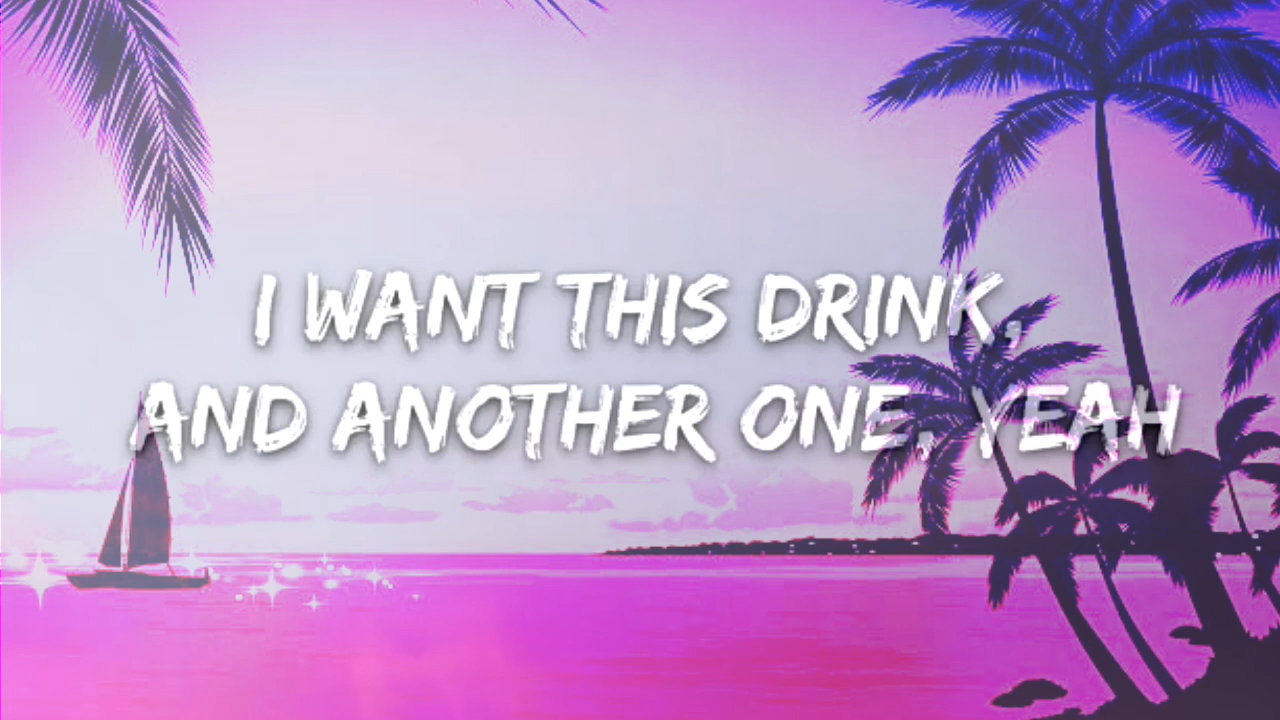 I WANT THIS DRINK,
AND ANOTHER ONE, YEAH